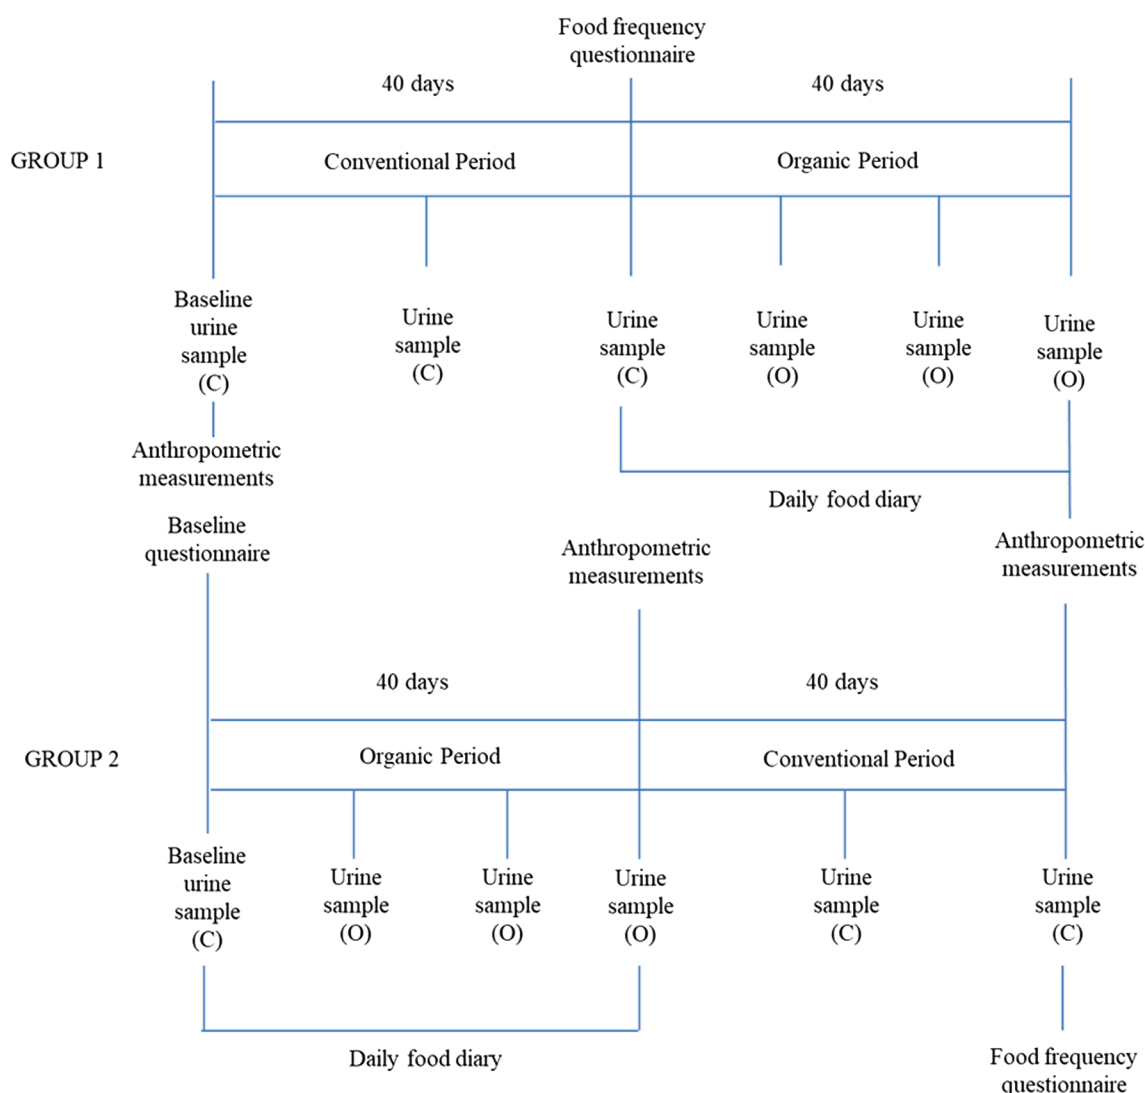 Food frequency
questionnaire
40 days
40 days
GROUP 1
Conventional Period
Organic Period
Baseline
urine
sample
(C)
Urine
sample
(C)
Urine
sample
(C)
Urine
sample
(O)
Urine
sample
(O)
Urine
sample
(O)
Anthropometric
measurements
Daily food diary
Baseline
questionnaire
Anthropometric
measurements
Anthropometric
measurements
40 days
40 days
GROUP 2
Organic Period
Conventional Period
Baseline
urine
sample
(C)
Urine
sample
(O)
Urine
sample
(O)
Urine
sample
(O)
Urine
sample
(C)
Urine
sample
(C)
Daily food diary
Food frequency
questionnaire